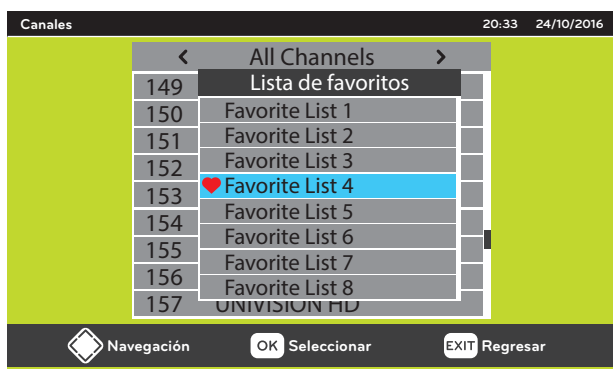 Canales 20:33 24/10/2016
All Channels
Lista de favoritos
149
150
151
152
153
154
155
156
157 UNIVISION HD
Favorite List 1
Favorite List 2
Favorite List 3
Favorite List 4
Favorite List 5
Favorite List 6
Favorite List 7
Favorite List 8
Navegación OK Seleccionar EXIT Regresar